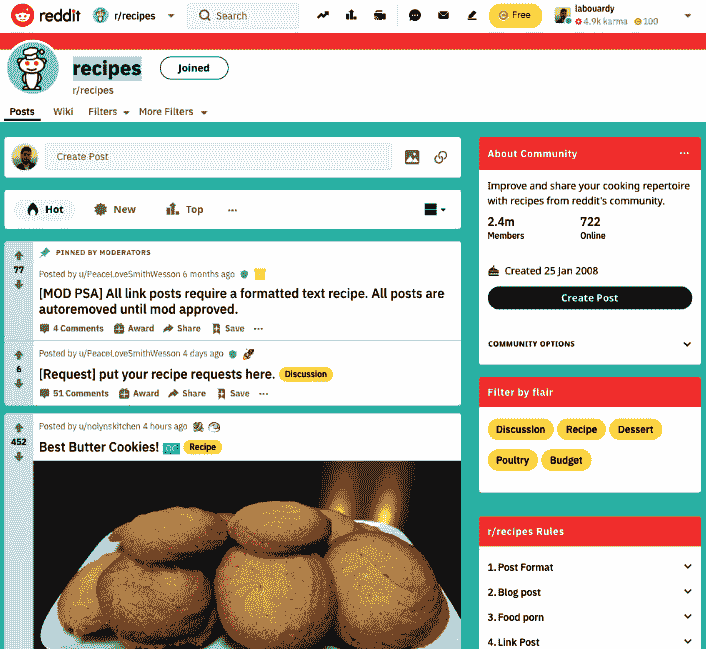 reddit r/recipes Search Free labouardy
4.9k karma 100
recipes Joined
r/recipes
Posts Wiki Filters More Filters
Create Post
Hot New Top ...
PINNED BY MODERATORS
77
Posted by u/PeaceLoveSmithWesson 6 months ago
[MOD PSA] All link posts require a formatted text recipe. All posts are
autoremoved until mod approved.
4 Comments Award Share Save ...
Posted by u/PeaceLoveSmithWesson 4 days ago
6
[Request] put your recipe requests here. Discussion
51 Comments Award Share Save ...
Posted by u/nolynskitchen 4 hours ago
452
Best Butter Cookies! Recipe
About Community ...
Improve and share your cooking repertoire
with recipes from reddit's community.
2.4m 722
Members Online
Created 25 Jan 2008
Create Post
COMMUNITY OPTIONS
Filter by flair
Discussion Recipe Dessert
Poultry Budget
r/recipes Rules
1. Post Format
2. Blog post
3. Food porn
4. Link Post